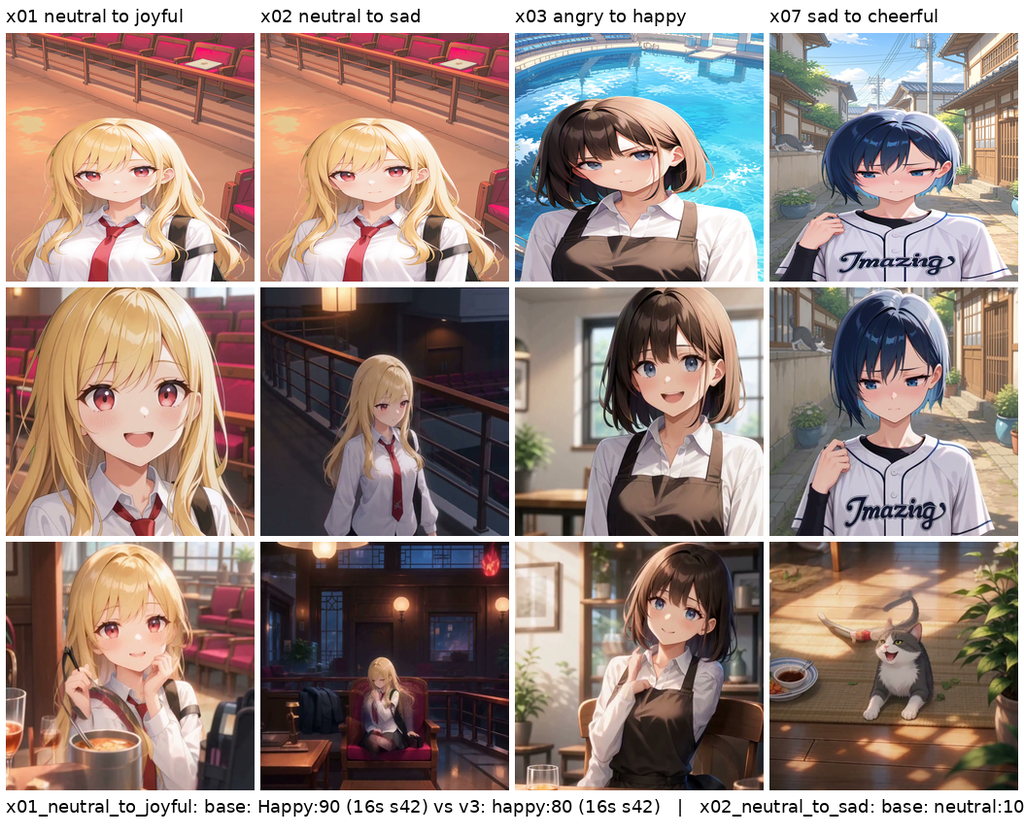 x01 neutral to joyful
x02 neutral to sad
x03 angry to happy
x07 sad to cheerful
Jmazing
Jmazing
x01_neutral_to_joyful: base: Happy:90 (16s s42) vs v3: happy:80 (16s s42) | x02_neutral_to_sad: base: neutral:10